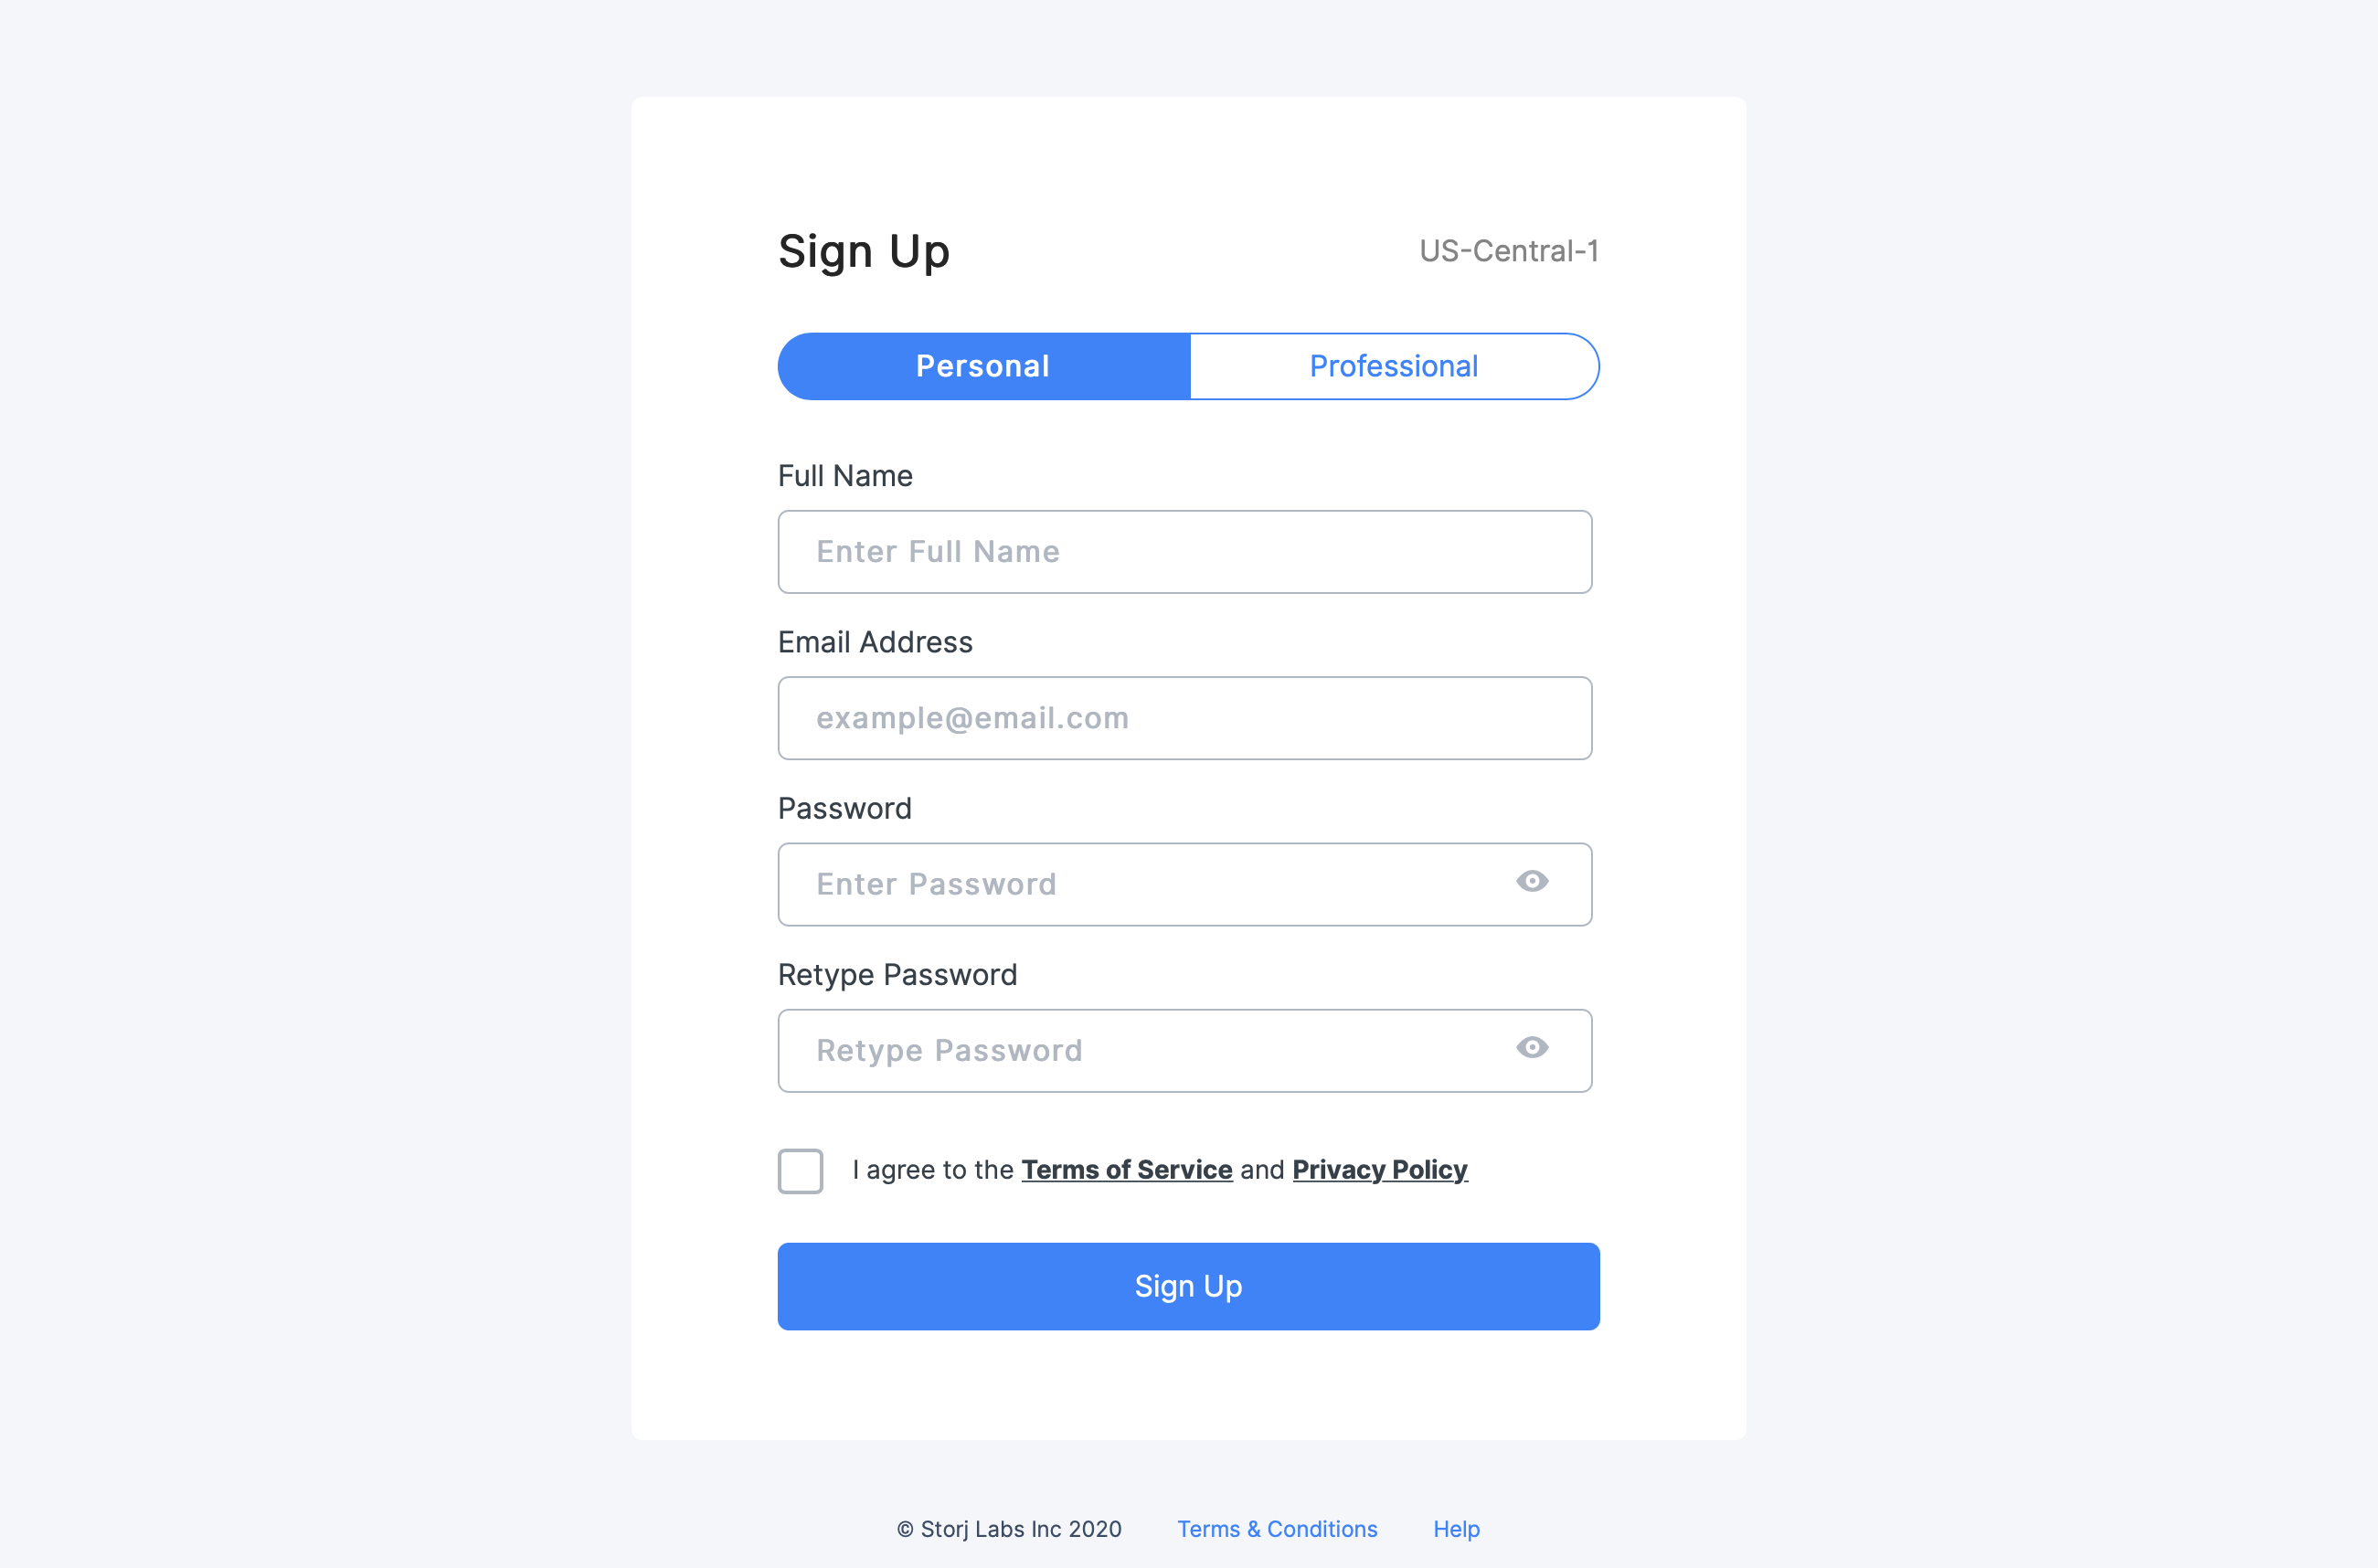 Sign Up
US-Central-1
Personal
Professional
Full Name
Enter Full Name
Email Address
example@email.com
Password
Enter Password
Retype Password
Retype Password
I agree to the Terms of Service and Privacy Policy
Sign Up
© Storj Labs Inc 2020 Terms & Conditions Help